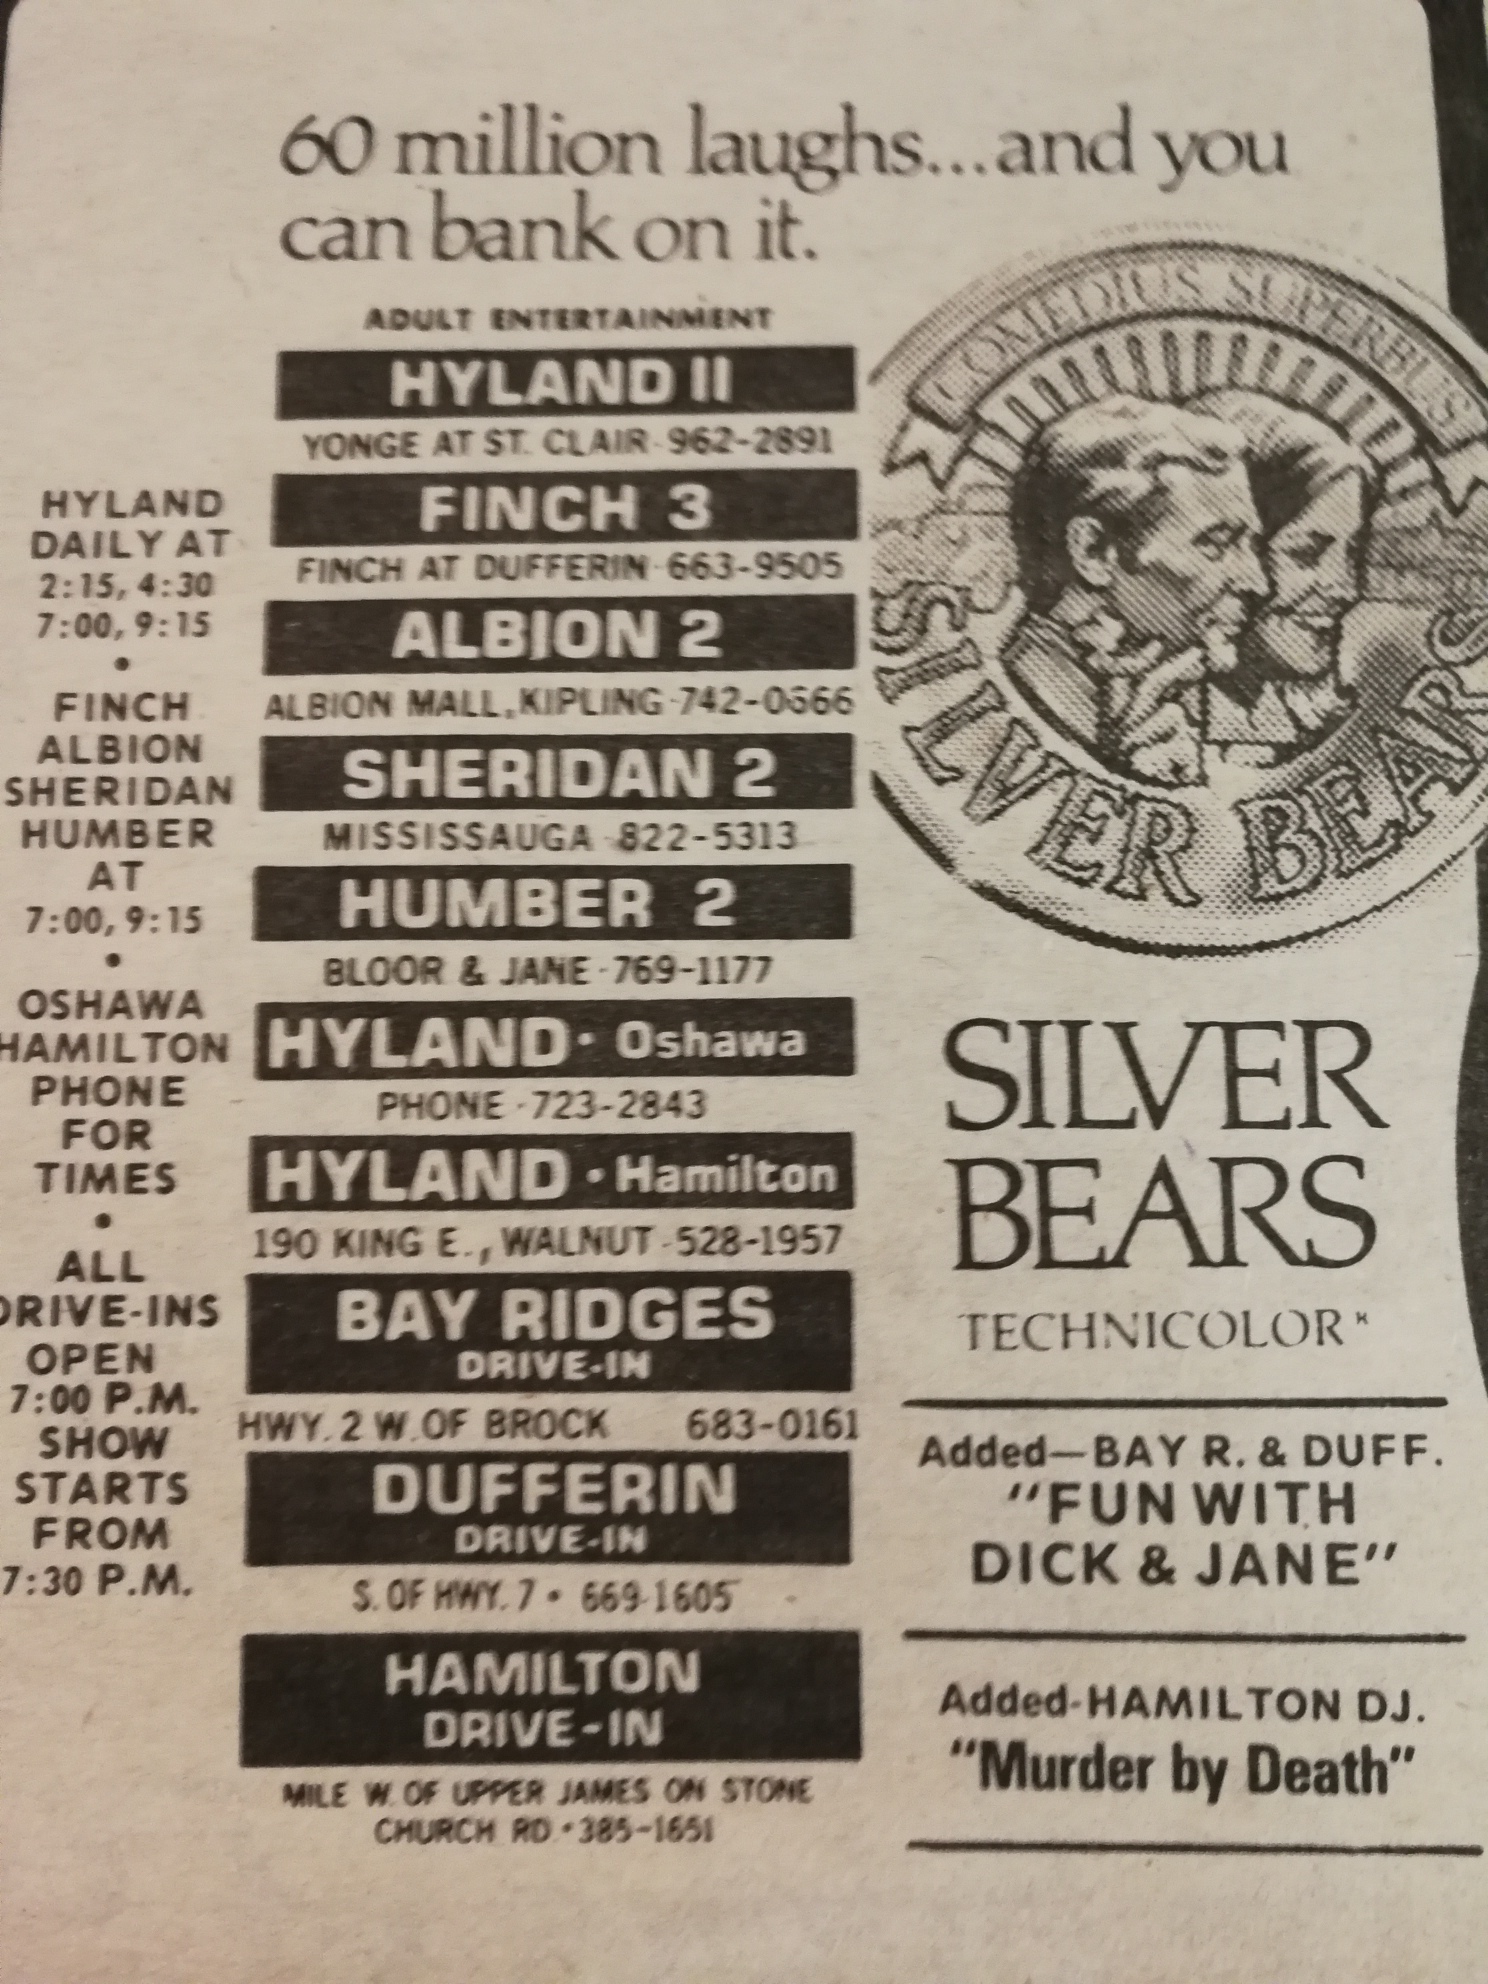 60 million laughs...and you
can bank on it.
ADULT ENTERTAINMENT
HYLAND II
YONGE AT ST. CLAIR · 962-2891
FINCH 3
FINCH AT DUFFERIN · 663-9505
ALBION 2
ALBION MALL, KIPLING · 742-0666
SHERIDAN 2
MISSISSAUGA · 822-5313
HUMBER 2
BLOOR & JANE · 769-1177
HYLAND · Oshawa
PHONE · 723-2843
HYLAND · Hamilton
190 KING E., WALNUT · 528-1957
BAY RIDGES
DRIVE-IN
HWY. 2 W. OF BROCK 683-0161
DUFFERIN
DRIVE-IN
S. OF HWY. 7 • 669-1605
HAMILTON
DRIVE-IN
MILE W. OF UPPER JAMES ON STONE
CHURCH RD • 385-1651
HYLAND
DAILY AT
2:15, 4:30
7:00, 9:15
•
FINCH
ALBION
SHERIDAN
HUMBER
AT
7:00, 9:15
•
OSHAWA
HAMILTON
PHONE
FOR
TIMES
•
ALL
DRIVE-INS
OPEN
7:00 P.M.
SHOW
STARTS
FROM
7:30 P.M.
COMEDIUS SUPERBUS
SILVER BEARS
SILVER
BEARS
TECHNICOLOR
Added—BAY R. & DUFF.
"FUN WITH
DICK & JANE"
Added-HAMILTON DJ.
"Murder by Death"